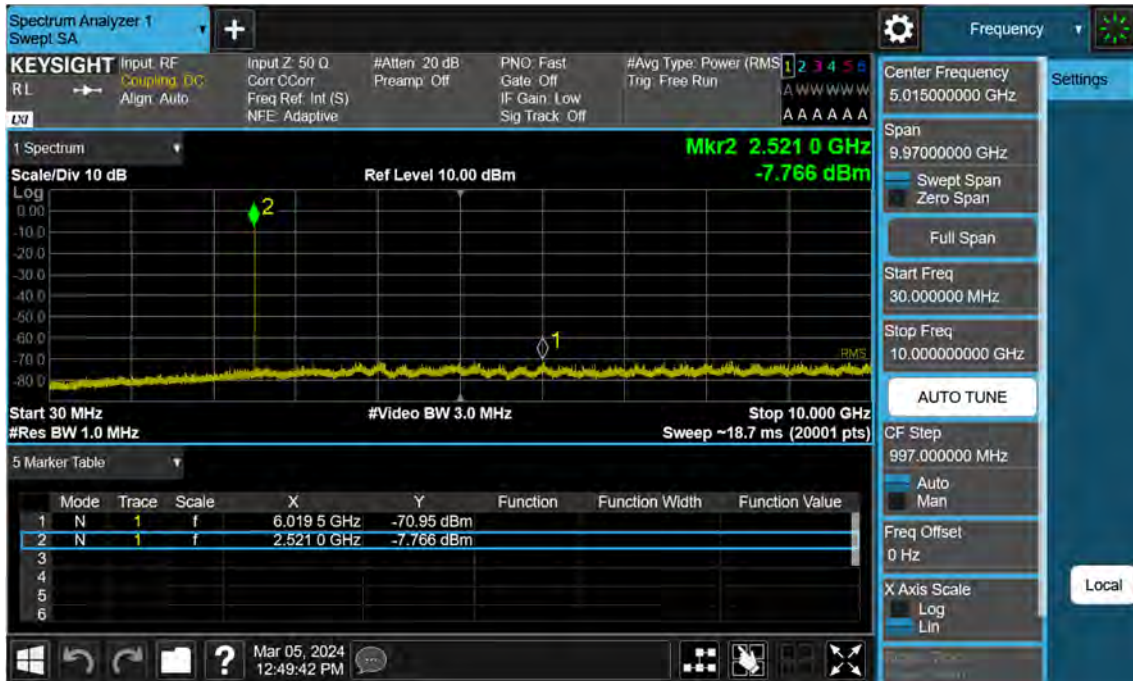 Spectrum Analyzer 1
Swept SA
+
Frequency
KEYSIGHT
RL
LXI
Input: RF
Coupling: DC
Align: Auto
Input Z: 50 Ω
Corr CCorr
Freq Ref: Int (S)
NFE: Adaptive
#Atten: 20 dB
Preamp: Off
PNO: Fast
Gate: Off
IF Gain: Low
Sig Track: Off
#Avg Type: Power (RMS
Trig: Free Run
1 2 3 4 5 6
A W W W W W
A A A A A A
1 Spectrum
Scale/Div 10 dB
Ref Level 10.00 dBm
Mkr2 2.521 0 GHz
-7.766 dBm
Log
0.00
-10.0
-20.0
-30.0
-40.0
-50.0
-60.0
-70.0
-80.0
2
1
RMS
Start 30 MHz
#Video BW 3.0 MHz
Stop 10.000 GHz
#Res BW 1.0 MHz
Sweep ~18.7 ms (20001 pts)
5 Marker Table
Mode Trace Scale X Y Function Function Width Function Value
1 N 1 f 6.019 5 GHz -70.95 dBm
2 N 1 f 2.521 0 GHz -7.766 dBm
3
4
5
6
?
Mar 05, 2024
12:49:42 PM
Center Frequency
5.015000000 GHz
Settings
Span
9.97000000 GHz
Swept Span
Zero Span
Full Span
Start Freq
30.000000 MHz
Stop Freq
10.000000000 GHz
AUTO TUNE
CF Step
997.000000 MHz
Auto
Man
Freq Offset
0 Hz
X Axis Scale
Log
Lin
Local